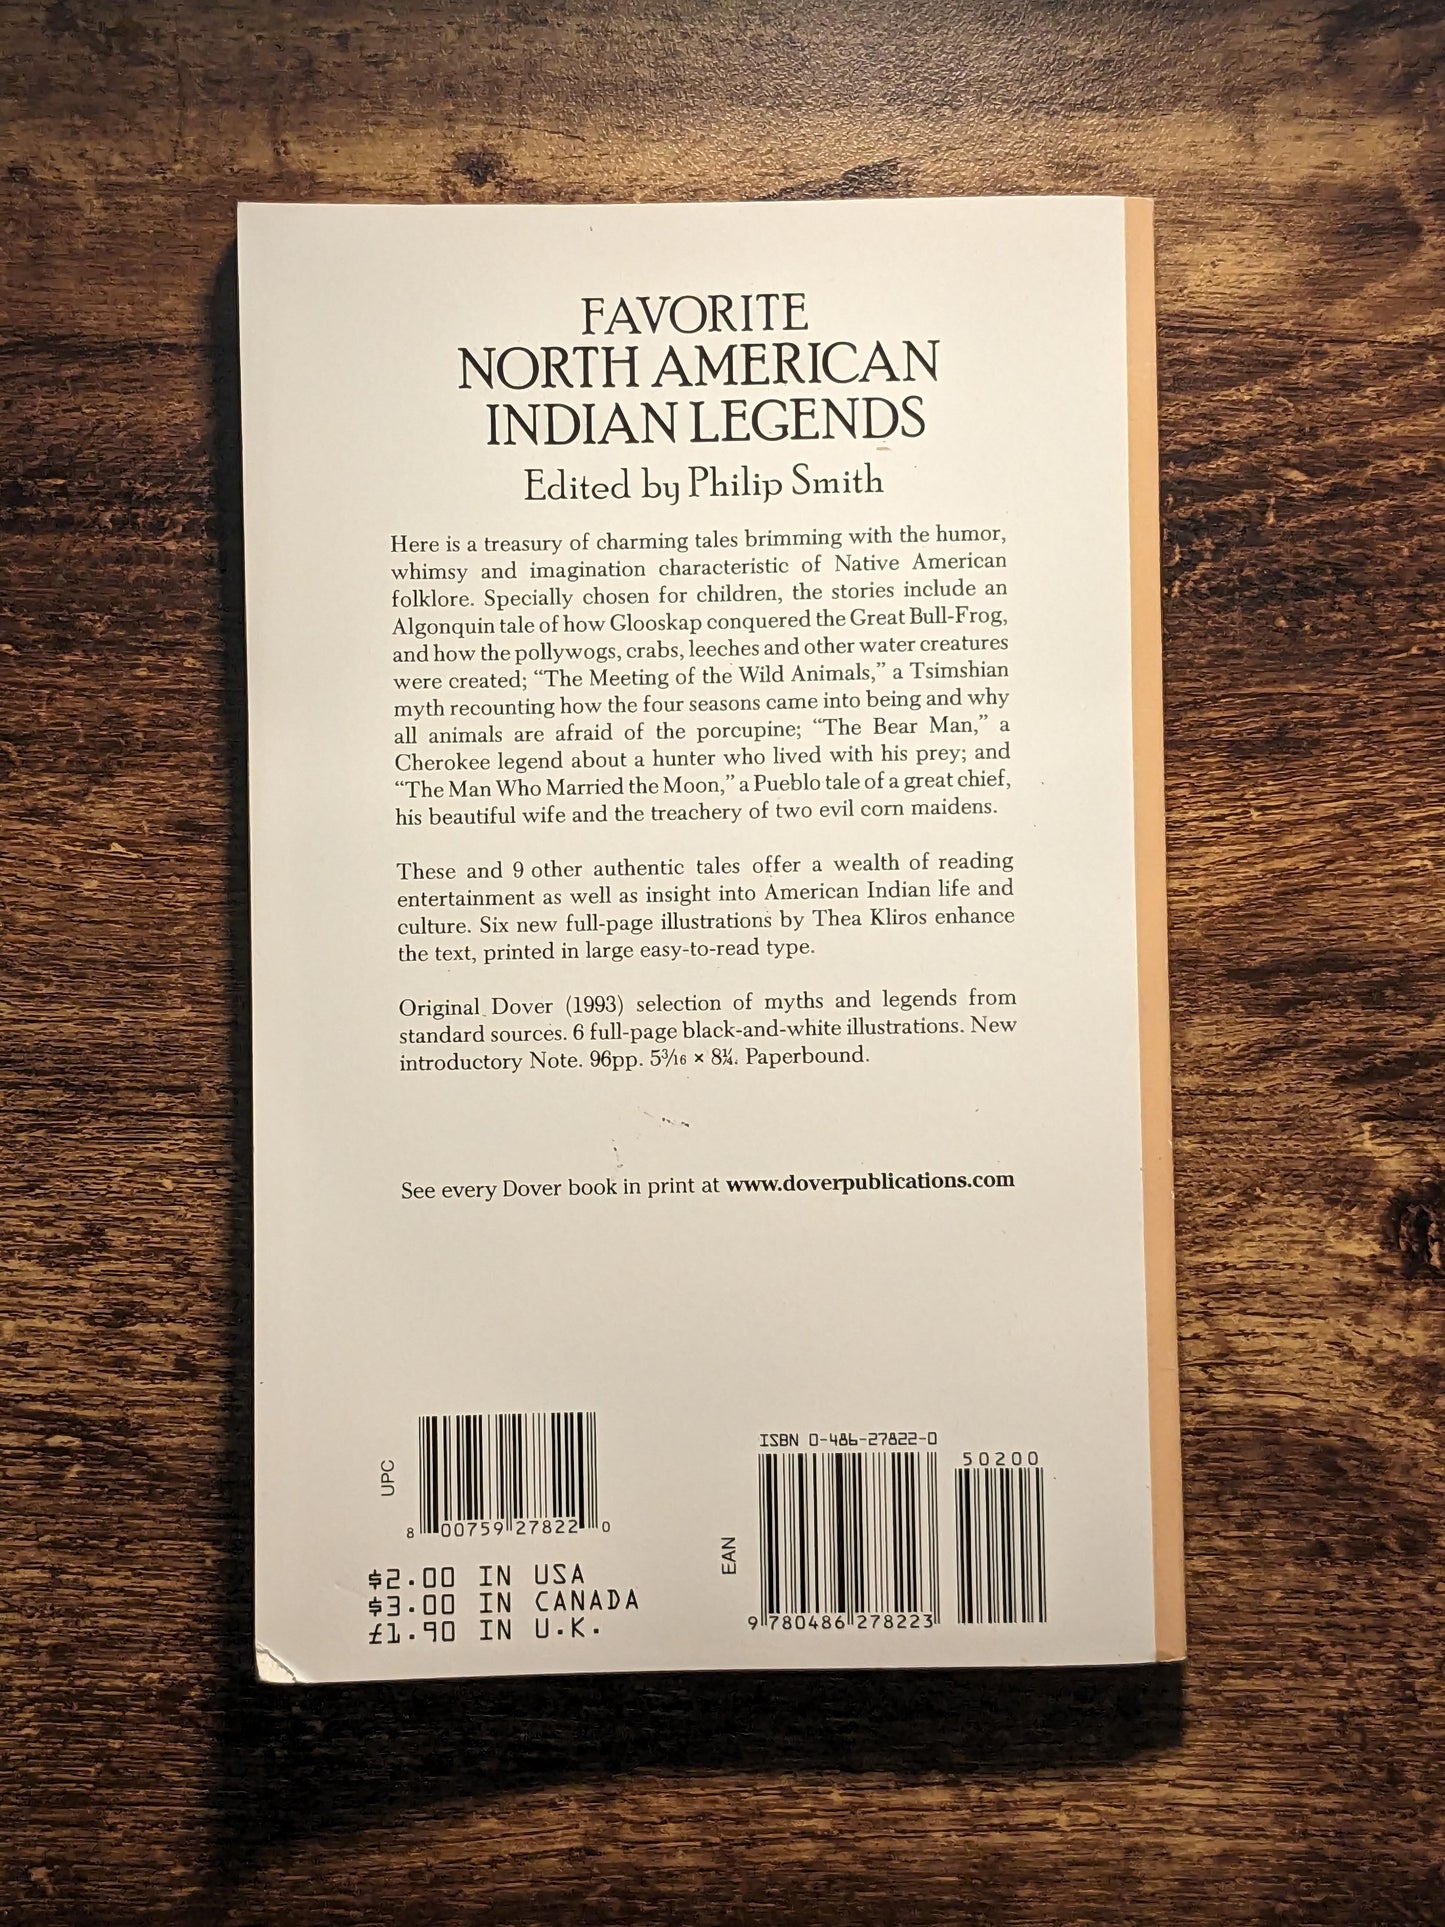 FAVORITE
NORTH AMERICAN
INDIAN LEGENDS
Edited by Philip Smith
Here is a treasury of charming tales brimming with the humor,
whimsy and imagination characteristic of Native American
folklore. Specially chosen for children, the stories include an
Algonquin tale of how Glooskap conquered the Great Bull-Frog,
and how the pollywogs, crabs, leeches and other water creatures
were created; “The Meeting of the Wild Animals,” a Tsimshian
myth recounting how the four seasons came into being and why
all animals are afraid of the porcupine; “The Bear Man,” a
Cherokee legend about a hunter who lived with his prey; and
“The Man Who Married the Moon,” a Pueblo tale of a great chief,
his beautiful wife and the treachery of two evil corn maidens.
These and 9 other authentic tales offer a wealth of reading
entertainment as well as insight into American Indian life and
culture. Six new full-page illustrations by Thea Kliros enhance
the text, printed in large easy-to-read type.
Original Dover (1993) selection of myths and legends from
standard sources. 6 full-page black-and-white illustrations. New
introductory Note. 96pp. 5³⁄₁₆ × 8¼. Paperbound.
See every Dover book in print at www.doverpublications.com
UPC
8 00759 27822 0
$2.00 IN USA
$3.00 IN CANADA
£1.90 IN U.K.
ISBN 0-486-27822-0
50200
EAN
9 780486 278223